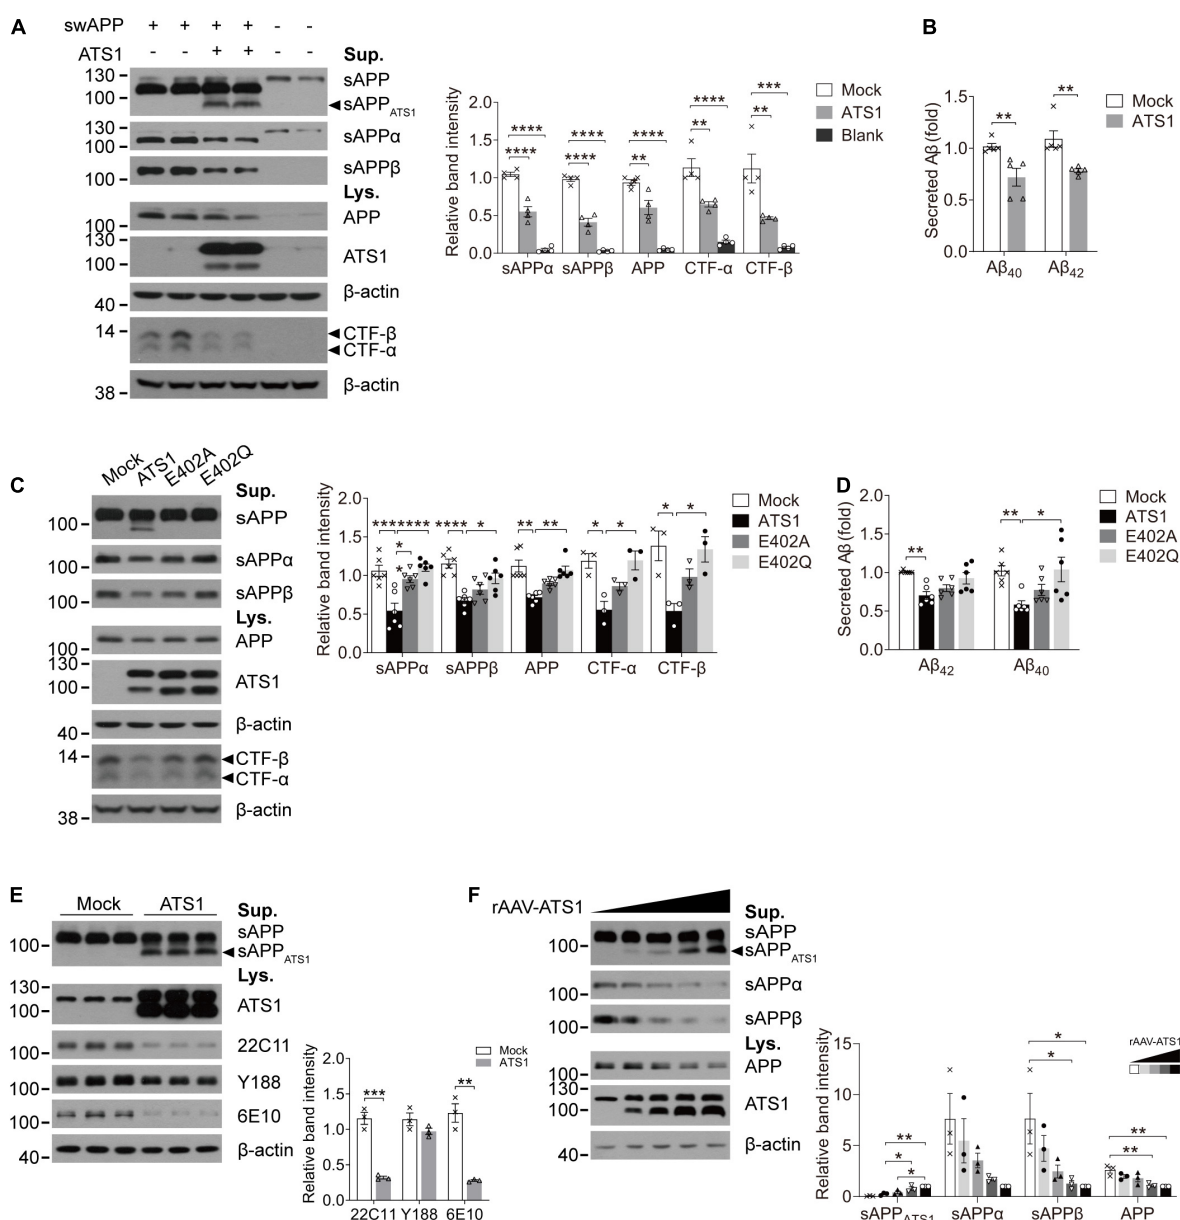 A
swAPP + + + + - -
ATS1 - - + + - -
Sup.
130
100
sAPP
sAPPATS1
130
100
sAPPα
100
sAPPβ
Lys.
100
APP
130
100
ATS1
40
β-actin
14
CTF-β
CTF-α
38
β-actin
Relative band intensity
2.0
1.5
1.0
0.5
0.0
**** **** **** **** ** **** ** **** ** ***
Mock
ATS1
Blank
sAPPα sAPPβ APP CTF-α CTF-β
B
Secreted Aβ (fold)
1.5
1.0
0.5
0.0
** **
Mock
ATS1
Aβ40 Aβ42
C
Mock ATS1 E402A E402Q
Sup.
100
sAPP
100
sAPPα
100
sAPPβ
Lys.
100
APP
130
100
ATS1
40
β-actin
14
CTF-β
CTF-α
38
β-actin
Relative band intensity
2.0
1.5
1.0
0.5
0.0
******** * * **** * ** ** * * * *
Mock
ATS1
E402A
E402Q
sAPPα sAPPβ APP CTF-α CTF-β
D
Secreted Aβ (fold)
2.0
1.5
1.0
0.5
0.0
** ** *
Mock
ATS1
E402A
E402Q
Aβ42 Aβ40
E
Mock ATS1
Sup.
100
sAPP
sAPPATS1
Lys.
130
100
ATS1
100
22C11
100
Y188
100
6E10
40
β-actin
Relative band intensity
2.0
1.5
1.0
0.5
0.0
*** **
Mock
ATS1
22C11 Y188 6E10
F
rAAV-ATS1
Sup.
100
sAPP
sAPPATS1
100
sAPPα
100
sAPPβ
Lys.
100
APP
130
100
ATS1
40
β-actin
Relative band intensity
15
10
5
0
** * * * * ** **
rAAV-ATS1
sAPPATS1 sAPPα sAPPβ APP